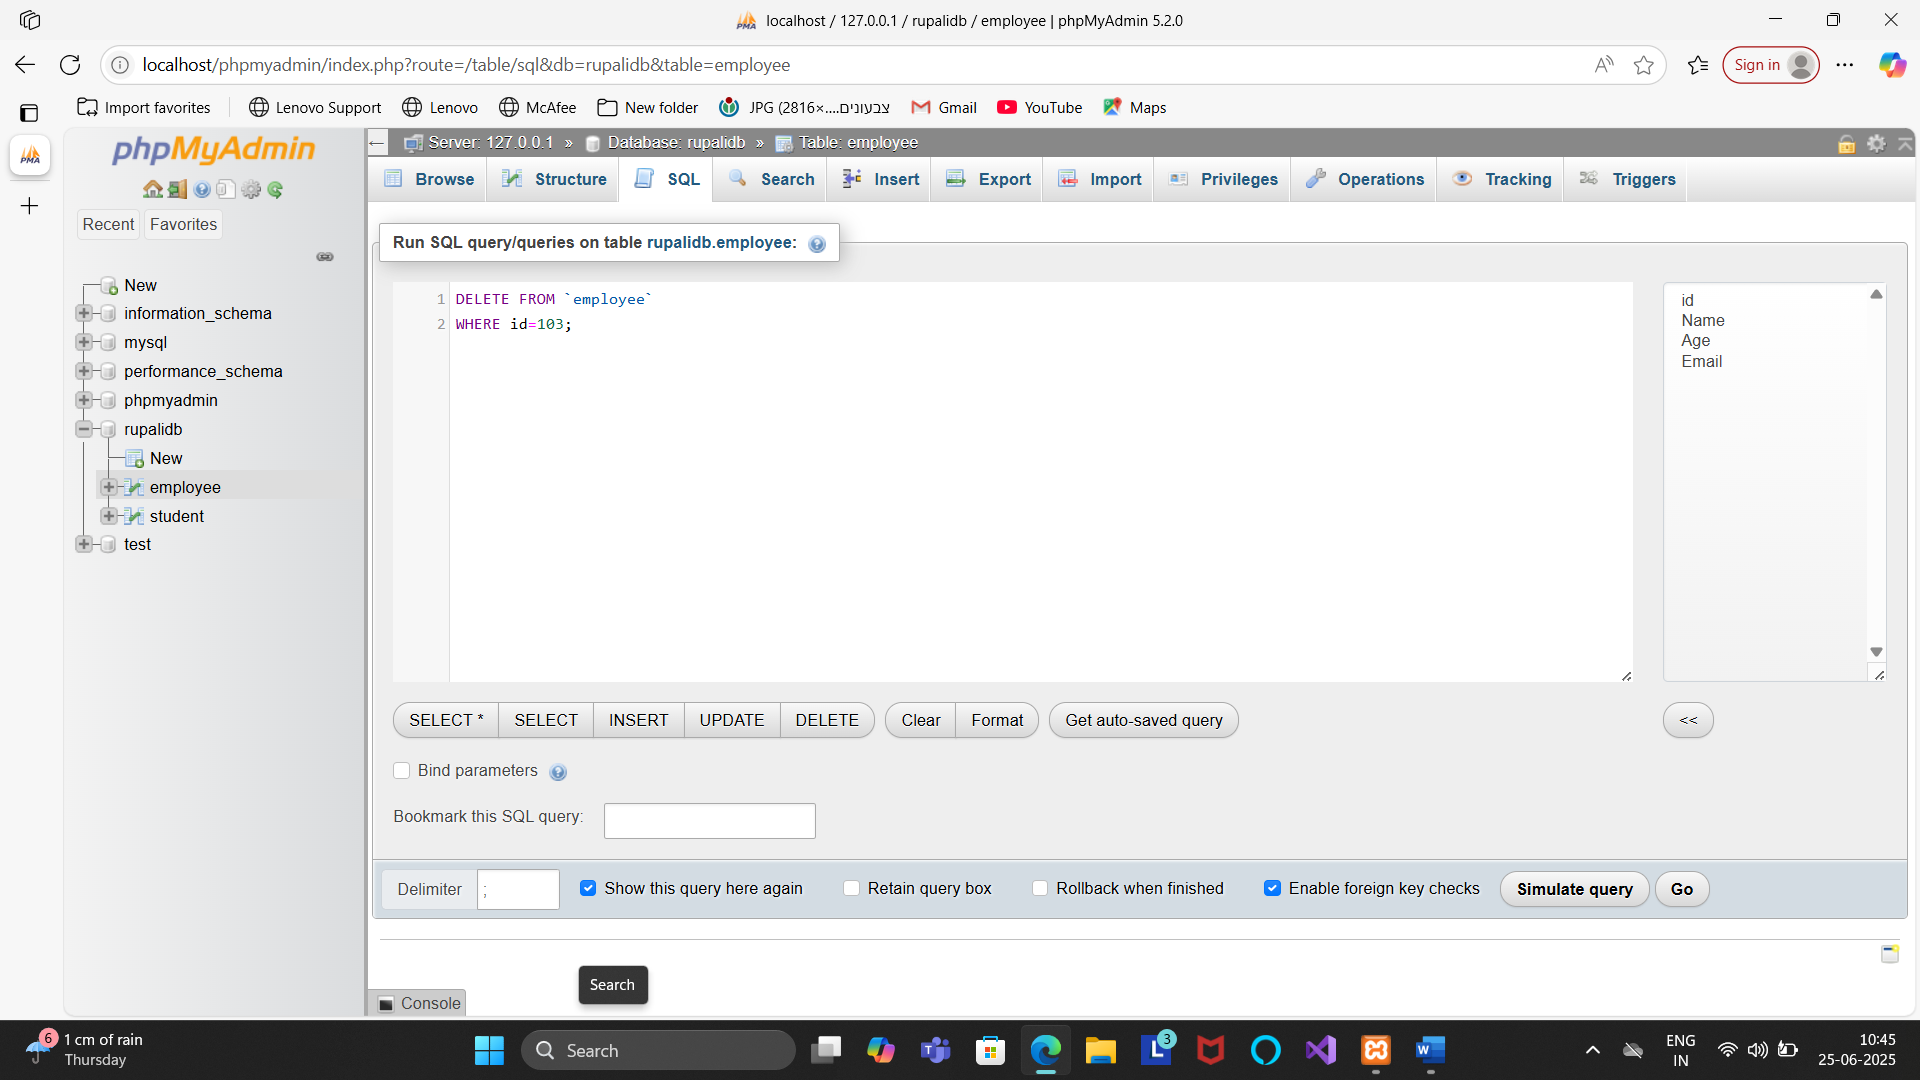 localhost / 127.0.0.1 / rupalidb / employee | phpMyAdmin 5.2.0
localhost/phpmyadmin/index.php?route=/table/sql&db=rupalidb&table=employee
Sign in
Import favorites
Lenovo Support
Lenovo
McAfee
New folder
JPG (2816×....צבעונים
Gmail
YouTube
Maps
PMA
phpMyAdmin
Recent
Favorites
New
information_schema
mysql
performance_schema
phpmyadmin
rupalidb
New
employee
student
test
Server: 127.0.0.1 » Database: rupalidb » Table: employee
Browse
Structure
SQL
Search
Insert
Export
Import
Privileges
Operations
Tracking
Triggers
Run SQL query/queries on table rupalidb.employee:
1 DELETE FROM `employee`
2 WHERE id=103;
id
Name
Age
Email
SELECT *
SELECT
INSERT
UPDATE
DELETE
Clear
Format
Get auto-saved query
<<
Bind parameters
Bookmark this SQL query:
Delimiter ;
Show this query here again
Retain query box
Rollback when finished
Enable foreign key checks
Simulate query
Go
Search
Console
6
1 cm of rain
Thursday
Search
3
ENG
IN
10:45
25-06-2025